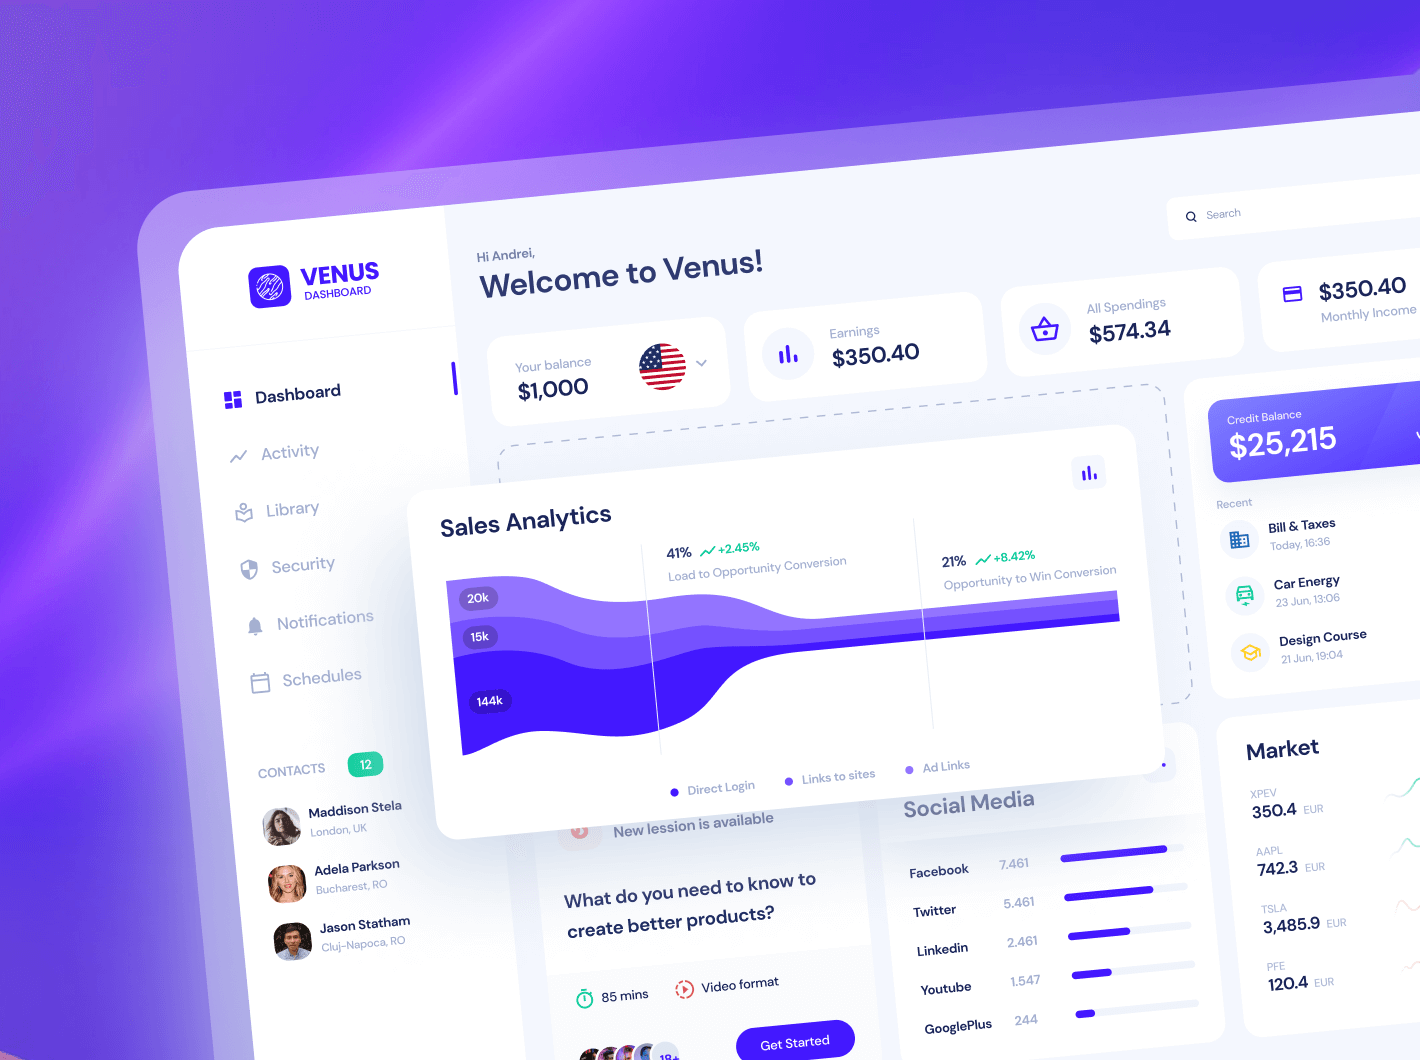 VENUS
DASHBOARD
Dashboard
Activity
Library
Security
Notifications
Schedules
CONTACTS 12
Maddison Stela
London, UK
Adela Parkson
Bucharest, RO
Jason Statham
Cluj-Napoca, RO
Hi Andrei,
Welcome to Venus!
Search
Your balance
$1,000
Earnings
$350.40
All Spendings
$574.34
$350.40
Monthly Income
Sales Analytics
41% +2.45%
Load to Opportunity Conversion
21% +8.42%
Opportunity to Win Conversion
20k
15k
144k
Direct Login
Links to sites
Ad Links
Credit Balance
$25,215
Recent
Bill & Taxes
Today, 16:36
Car Energy
23 Jun, 13:06
Design Course
21 Jun, 19:04
New lession is available
What do you need to know to
create better products?
85 mins
Video format
18+
Get Started
Social Media
Facebook 7.461
Twitter 5.461
Linkedin 2.461
Youtube 1.547
GooglePlus 244
Market
XPEV
350.4 EUR
AAPL
742.3 EUR
TSLA
3,485.9 EUR
PFE
120.4 EUR